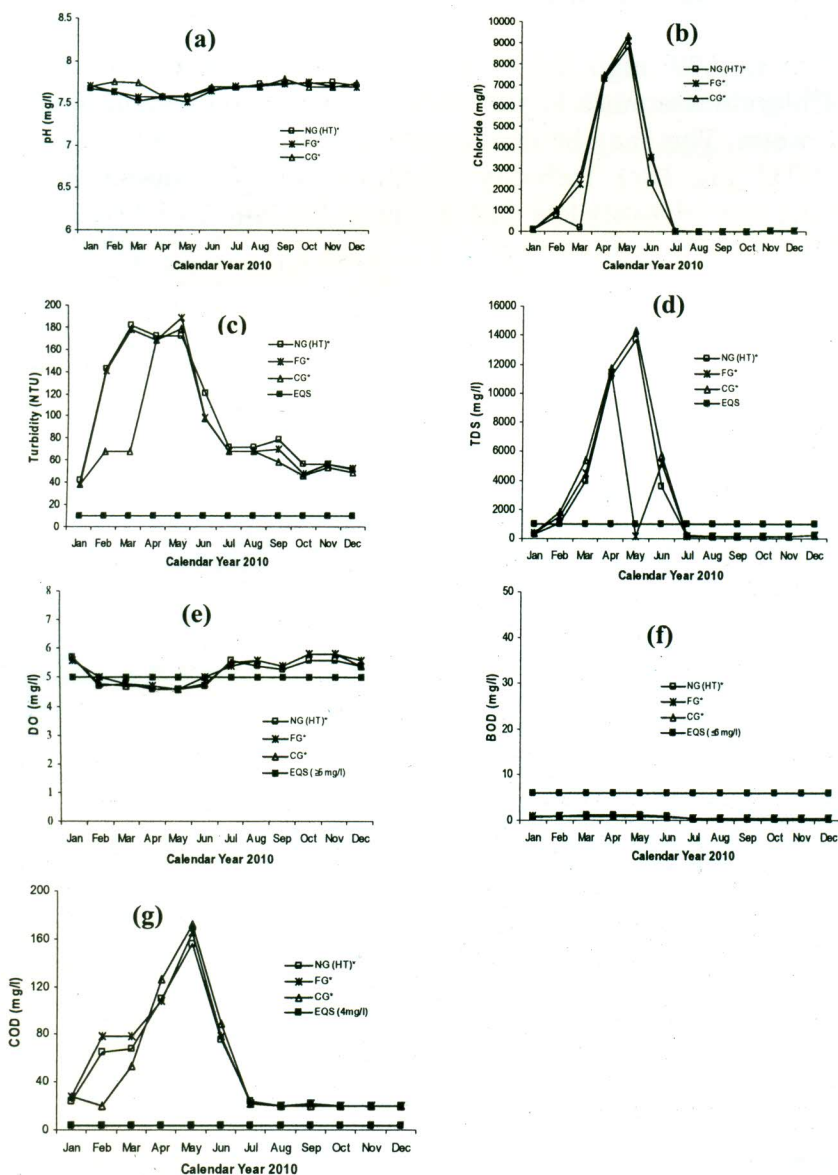 (a)
8.5
8
7.5
7
6.5
6
pH (mg/l)
NG (HT)*
FG*
CG*
Jan Feb Mar Apr May Jun Jul Aug Sep Oct Nov Dec
Calendar Year 2010
(b)
10000
9000
8000
7000
6000
5000
4000
3000
2000
1000
0
Chloride (mg/l)
NG (HT)*
FG*
CG*
Jan Feb Mar Apr May Jun Jul Aug Sep Oct Nov Dec
Calendar Year 2010
(c)
200
180
160
140
120
100
80
60
40
20
0
Turbidity (NTU)
NG (HT)*
FG*
CG*
EQS
Jan Feb Mar Apr May Jun Jul Aug Sep Oct Nov Dec
Calendar Year 2010
(d)
16000
14000
12000
10000
8000
6000
4000
2000
0
TDS (mg/l)
NG (HT)*
FG*
CG*
EQS
Jan Feb Mar Apr May Jun Jul Aug Sep Oct Nov Dec
Calendar Year 2010
(e)
8
6
5
4
3
2
1
0
DO (mg/l)
NG (HT)*
FG*
CG*
EQS (≥5 mg/l)
Jan Feb Mar Apr May Jun Jul Aug Sep Oct Nov Dec
Calendar Year 2010
(f)
50
40
30
20
10
0
BOD (mg/l)
NG (HT)*
FG*
CG*
EQS (≤6 mg/l)
Jan Feb Mar Apr May Jun Jul Aug Sep Oct Nov Dec
Calendar Year 2010
(g)
200
160
120
80
40
0
COD (mg/l)
NG (HT)*
FG*
CG*
EQS (4mg/l)
Jan Feb Mar Apr May Jun Jul Aug Sep Oct Nov Dec
Calendar Year 2010